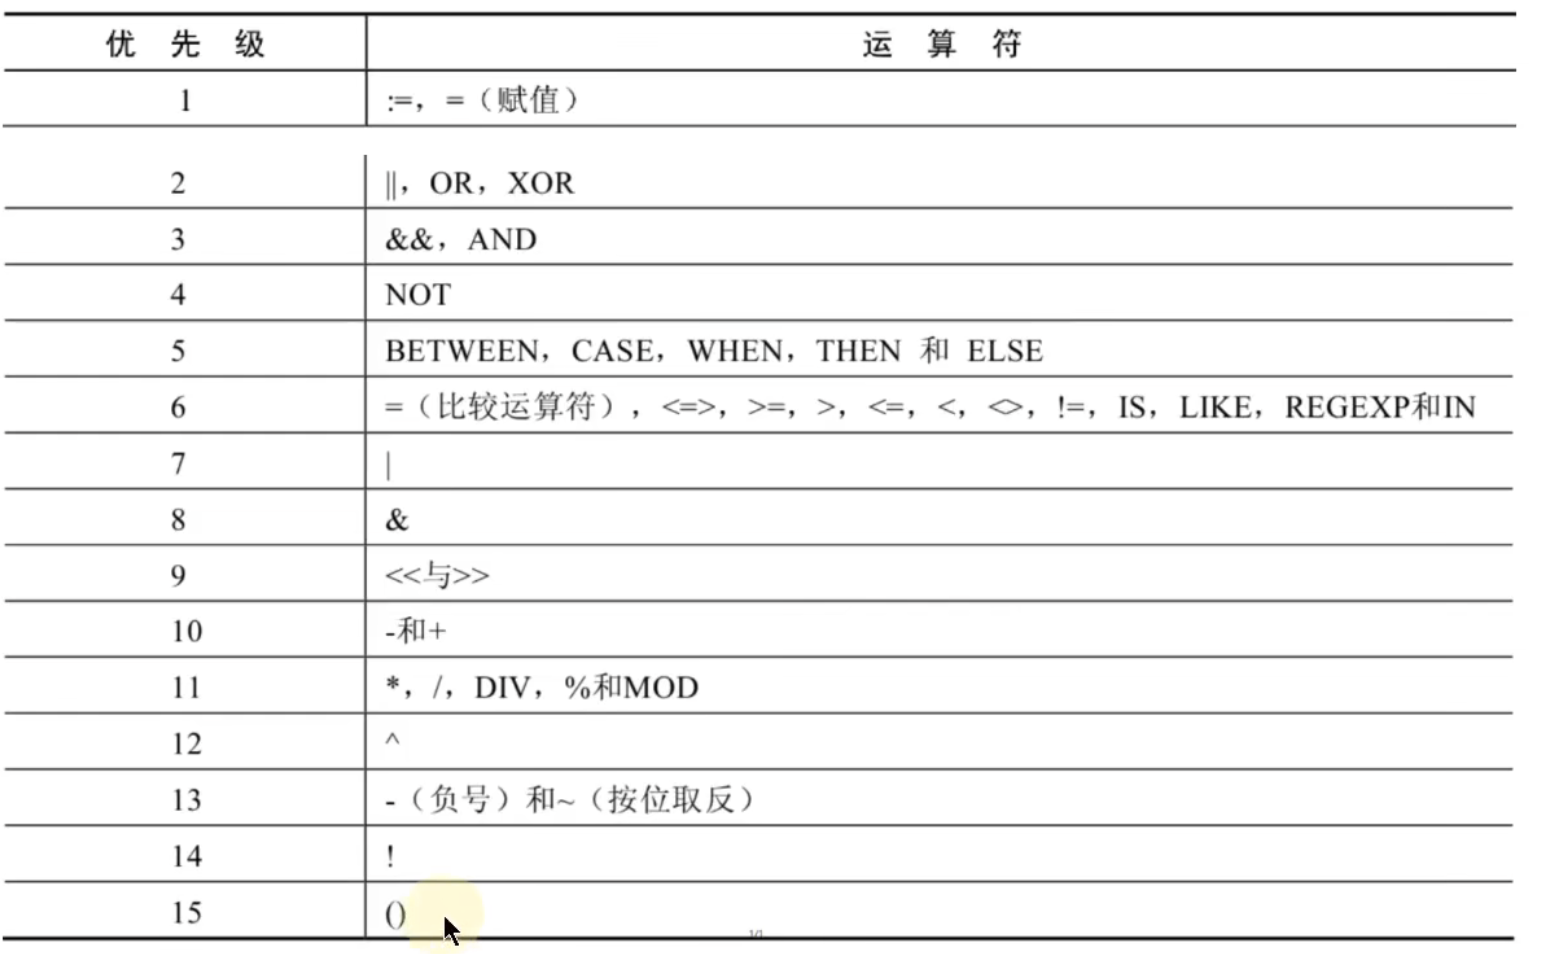 优 先 级 运 算 符
1 :=，=（赋值）
2 ||，OR，XOR
3 &&，AND
4 NOT
5 BETWEEN，CASE，WHEN，THEN 和 ELSE
6 =（比较运算符），<=>，>=，>，<=，<，<>，!=，IS，LIKE，REGEXP和IN
7 |
8 &
9 <<与>>
10 -和+
11 *，/，DIV，%和MOD
12 ^
13 -（负号）和~（按位取反）
14 !
15 ()
1/1